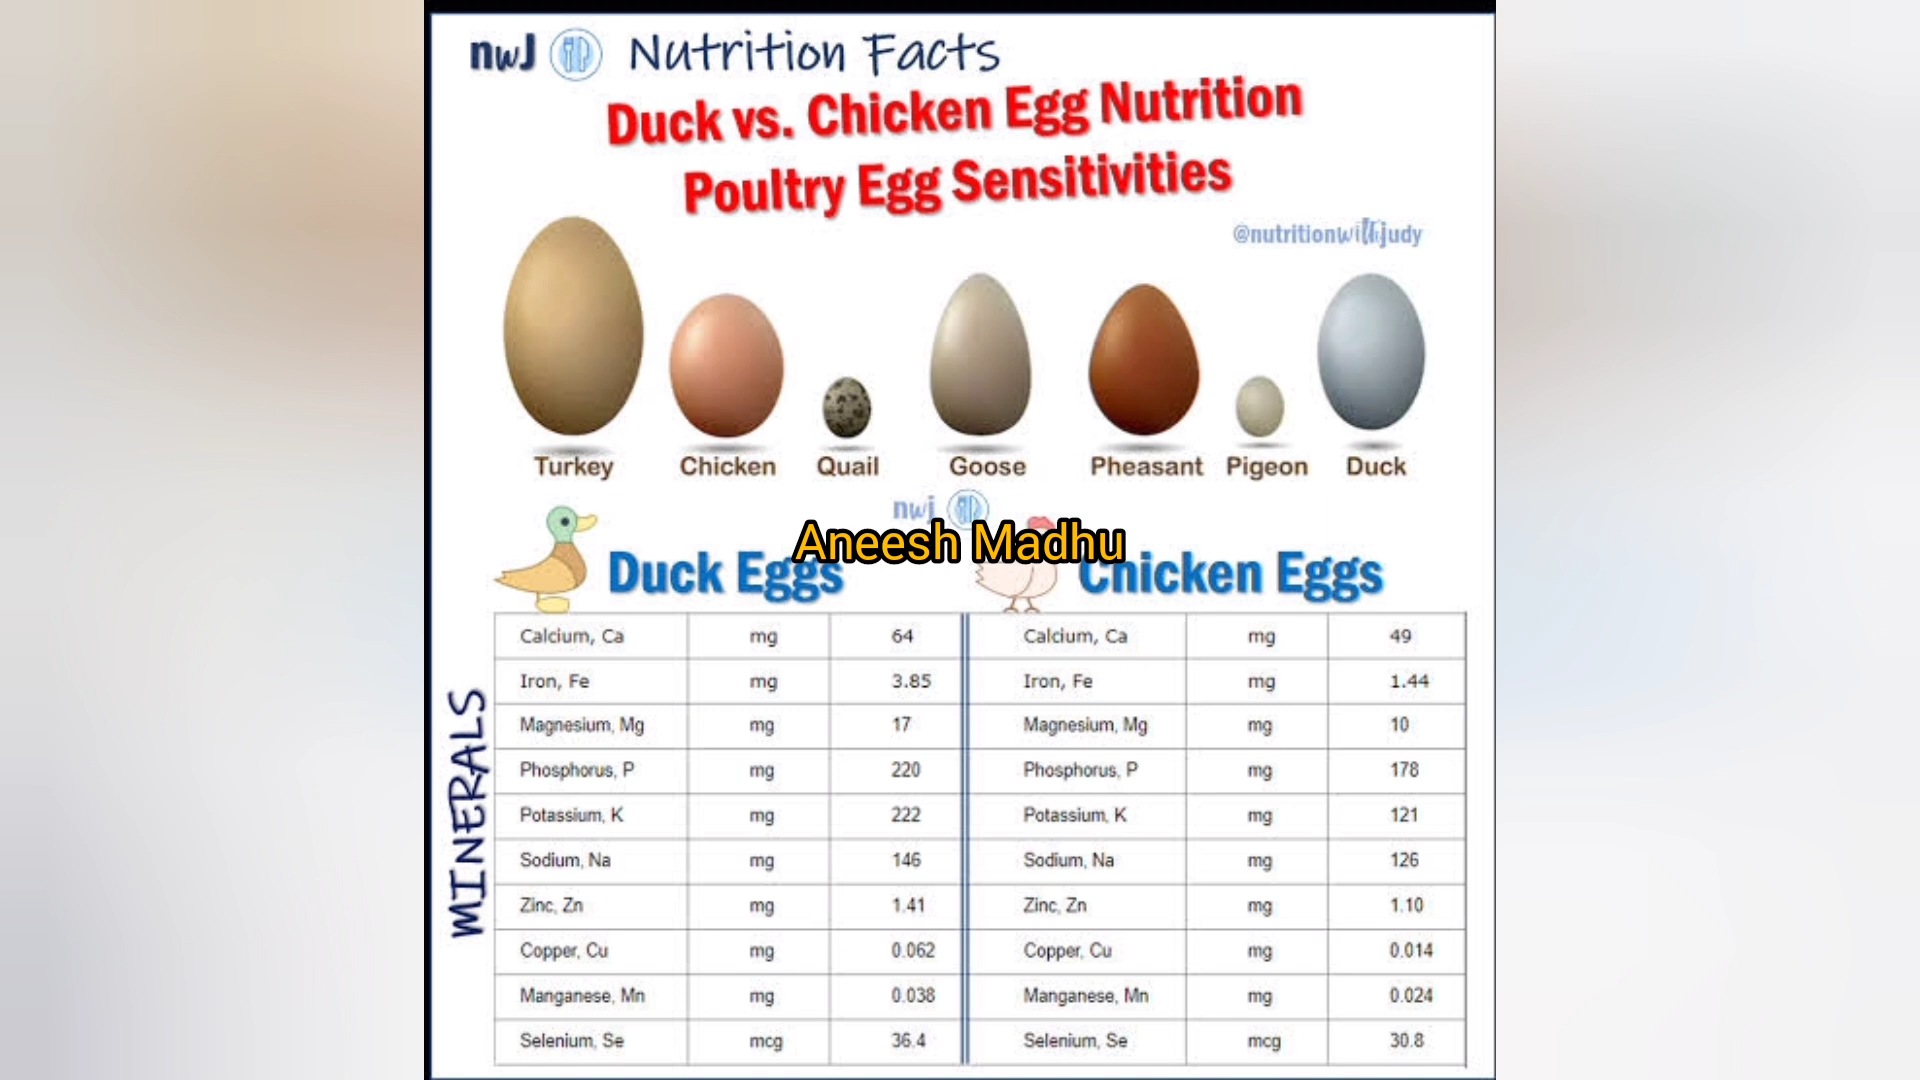 nwJ Nutrition Facts
Duck vs. Chicken Egg Nutrition
Poultry Egg Sensitivities
@nutritionwithjudy
Turkey Chicken Quail Goose Pheasant Pigeon Duck
nwj
Aneesh Madhu
Duck Eggs Chicken Eggs
MINERALS
Calcium, Ca mg 64 Calcium, Ca mg 49
Iron, Fe mg 3.85 Iron, Fe mg 1.44
Magnesium, Mg mg 17 Magnesium, Mg mg 10
Phosphorus, P mg 220 Phosphorus, P mg 178
Potassium, K mg 222 Potassium, K mg 121
Sodium, Na mg 146 Sodium, Na mg 126
Zinc, Zn mg 1.41 Zinc, Zn mg 1.10
Copper, Cu mg 0.062 Copper, Cu mg 0.014
Manganese, Mn mg 0.038 Manganese, Mn mg 0.024
Selenium, Se mcg 36.4 Selenium, Se mcg 30.8